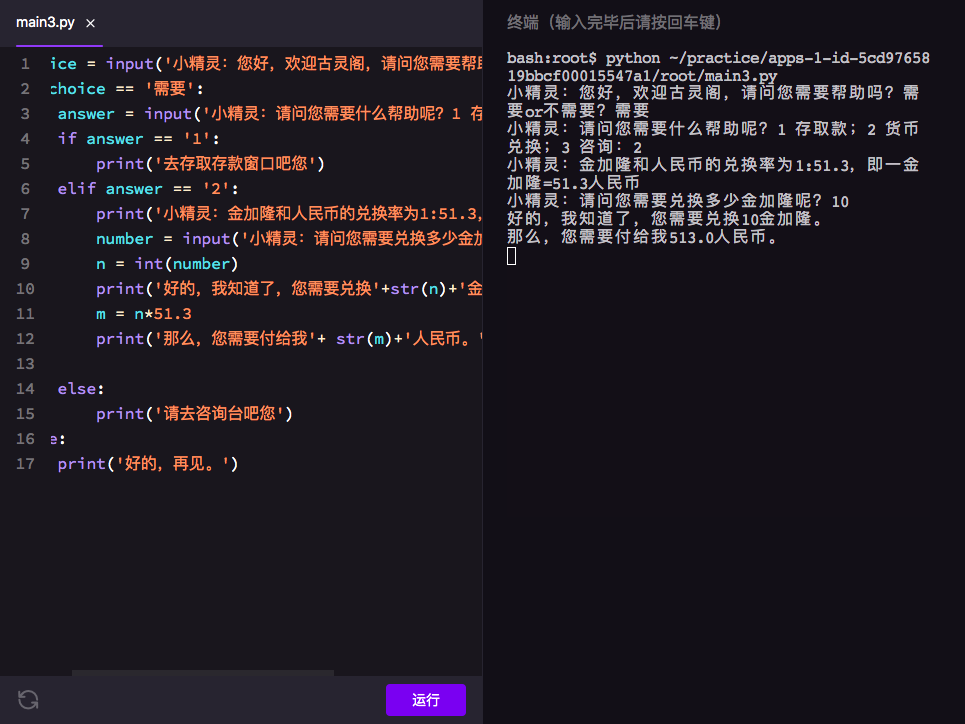 main3.py ×
终端（输入完毕后请按回车键）
1 ice = input('小精灵：您好，欢迎古灵阁，请问您需要帮
2 choice == '需要':
3 answer = input('小精灵：请问您需要什么帮助呢？1 存
4 if answer == '1':
5 print('去存取存款窗口吧您')
6 elif answer == '2':
7 print('小精灵：金加隆和人民币的兑换率为1:51.3，
8 number = input('小精灵：请问您需要兑换多少金加
9 n = int(number)
10 print('好的，我知道了，您需要兑换'+str(n)+'金
11 m = n*51.3
12 print('那么，您需要付给我'+ str(m)+'人民币。'
13
14 else:
15 print('请去咨询台吧您')
16 e:
17 print('好的，再见。')
bash:root$ python ~/practice/apps-1-id-5cd97658
19bbcf00015547a1/root/main3.py
小精灵：您好，欢迎古灵阁，请问您需要帮助吗？需
要or不需要？需要
小精灵：请问您需要什么帮助呢？1 存取款；2 货币
兑换；3 咨询：2
小精灵：金加隆和人民币的兑换率为1:51.3，即一金
加隆=51.3人民币
小精灵：请问您需要兑换多少金加隆呢？10
好的，我知道了，您需要兑换10金加隆。
那么，您需要付给我513.0人民币。
运行